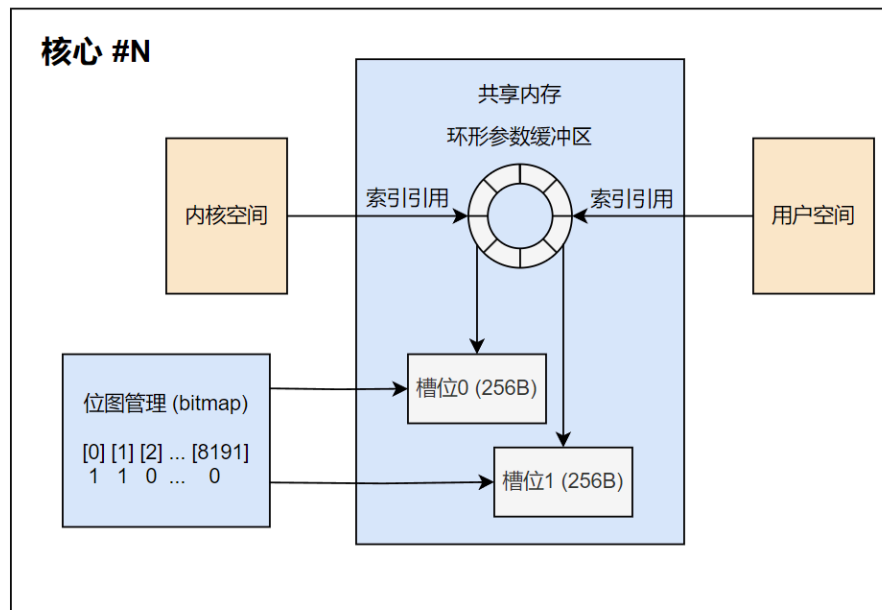 核心 #N
共享内存
环形参数缓冲区
内核空间
索引引用
索引引用
用户空间
槽位0 (256B)
位图管理 (bitmap)
[0] [1] [2] ... [8191]
1 1 0 ... 0
槽位1 (256B)